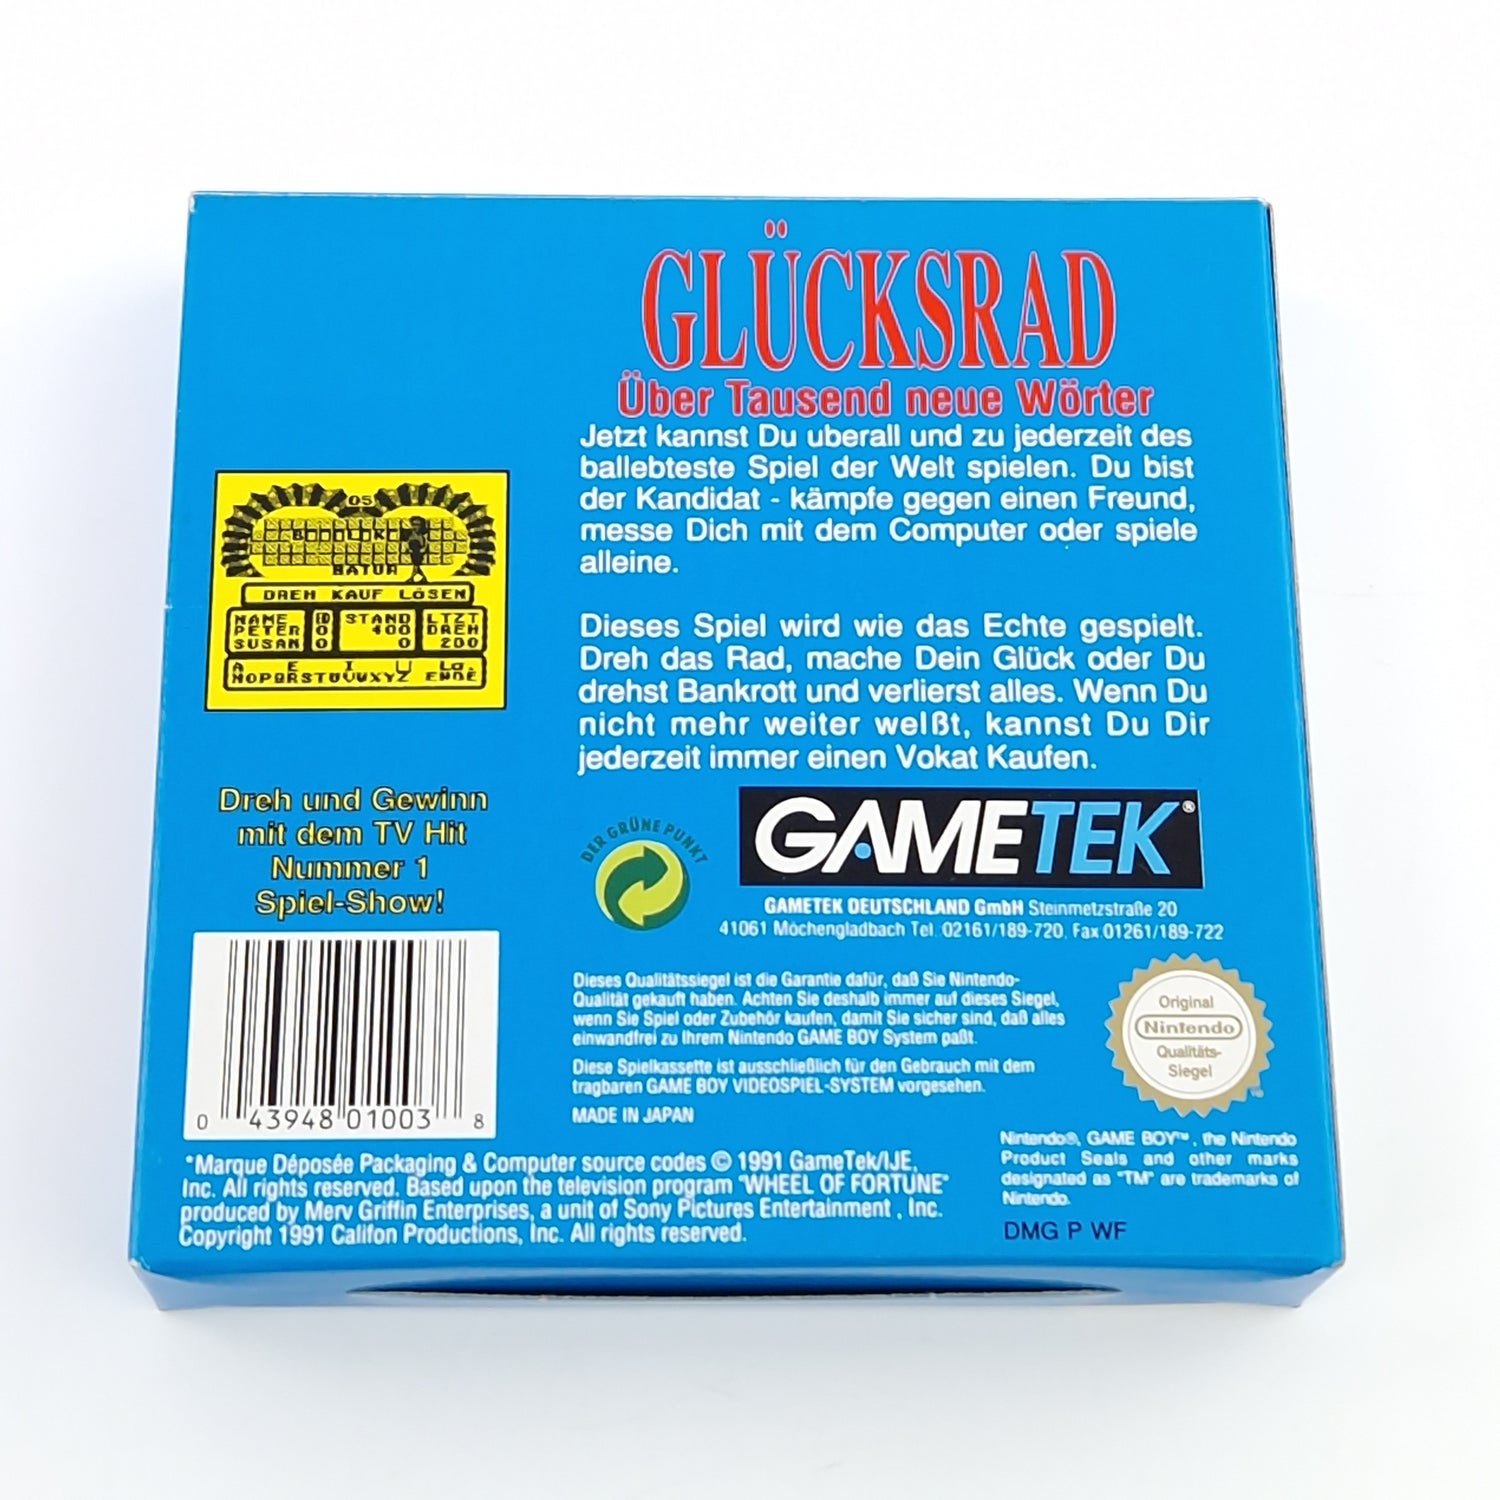 GLÜCKSRAD
Über Tausend neue Wörter
Jetzt kannst Du uberall und zu jederzeit des
ballebteste Spiel der Welt spielen. Du bist
der Kandidat - kämpfe gegen einen Freund,
messe Dich mit dem Computer oder spiele
alleine.
Dieses Spiel wird wie das Echte gespielt.
Dreh das Rad, mache Dein Glück oder Du
drehst Bankrott und verlierst alles. Wenn Du
nicht mehr weiter welßt, kannst Du Dir
jederzeit immer einen Vokat Kaufen.
05
BATUR
DREH KAUF LÖSEN
NAME ID STAND LTZT
PETER 0 400 DREH
SUSAN 0 0 200
A E I U LÖ.
NOPQRSTUVWXYZ ENDE
Dreh und Gewinn
mit dem TV Hit
Nummer 1
Spiel-Show!
DER GRÜNE PUNKT
GAMETEK®
GAMETEK DEUTSCHLAND GmbH Steinmetzstraße 20
41061 Möchengladbach Tel. 02161/189-720, Fax.01261/189-722
0 43948 01003 8
Dieses Qualitätssiegel ist die Garantie dafür, daß Sie Nintendo-
Qualität gekauft haben. Achten Sie deshalb immer auf dieses Siegel,
wenn Sie Spiel oder Zubehör kaufen, damit Sie sicher sind, daß alles
einwandfrei zu Ihrem Nintendo GAME BOY System paßt.
Diese Spielkassette ist ausschließlich für den Gebrauch mit dem
tragbaren GAME BOY VIDEOSPIEL-SYSTEM vorgesehen.
MADE IN JAPAN
Original
Nintendo
Qualitäts-
Siegel
TM
*Marque Déposée Packaging & Computer source codes © 1991 GameTek/IJE,
Inc. All rights reserved. Based upon the television program "WHEEL OF FORTUNE"
produced by Merv Griffin Enterprises, a unit of Sony Pictures Entertainment , Inc.
Copyright 1991 Califon Productions, Inc. All rights reserved.
Nintendo®, GAME BOY™, the Nintendo
Product Seals and other marks
designated as "TM" are trademarks of
Nintendo.
DMG P WF